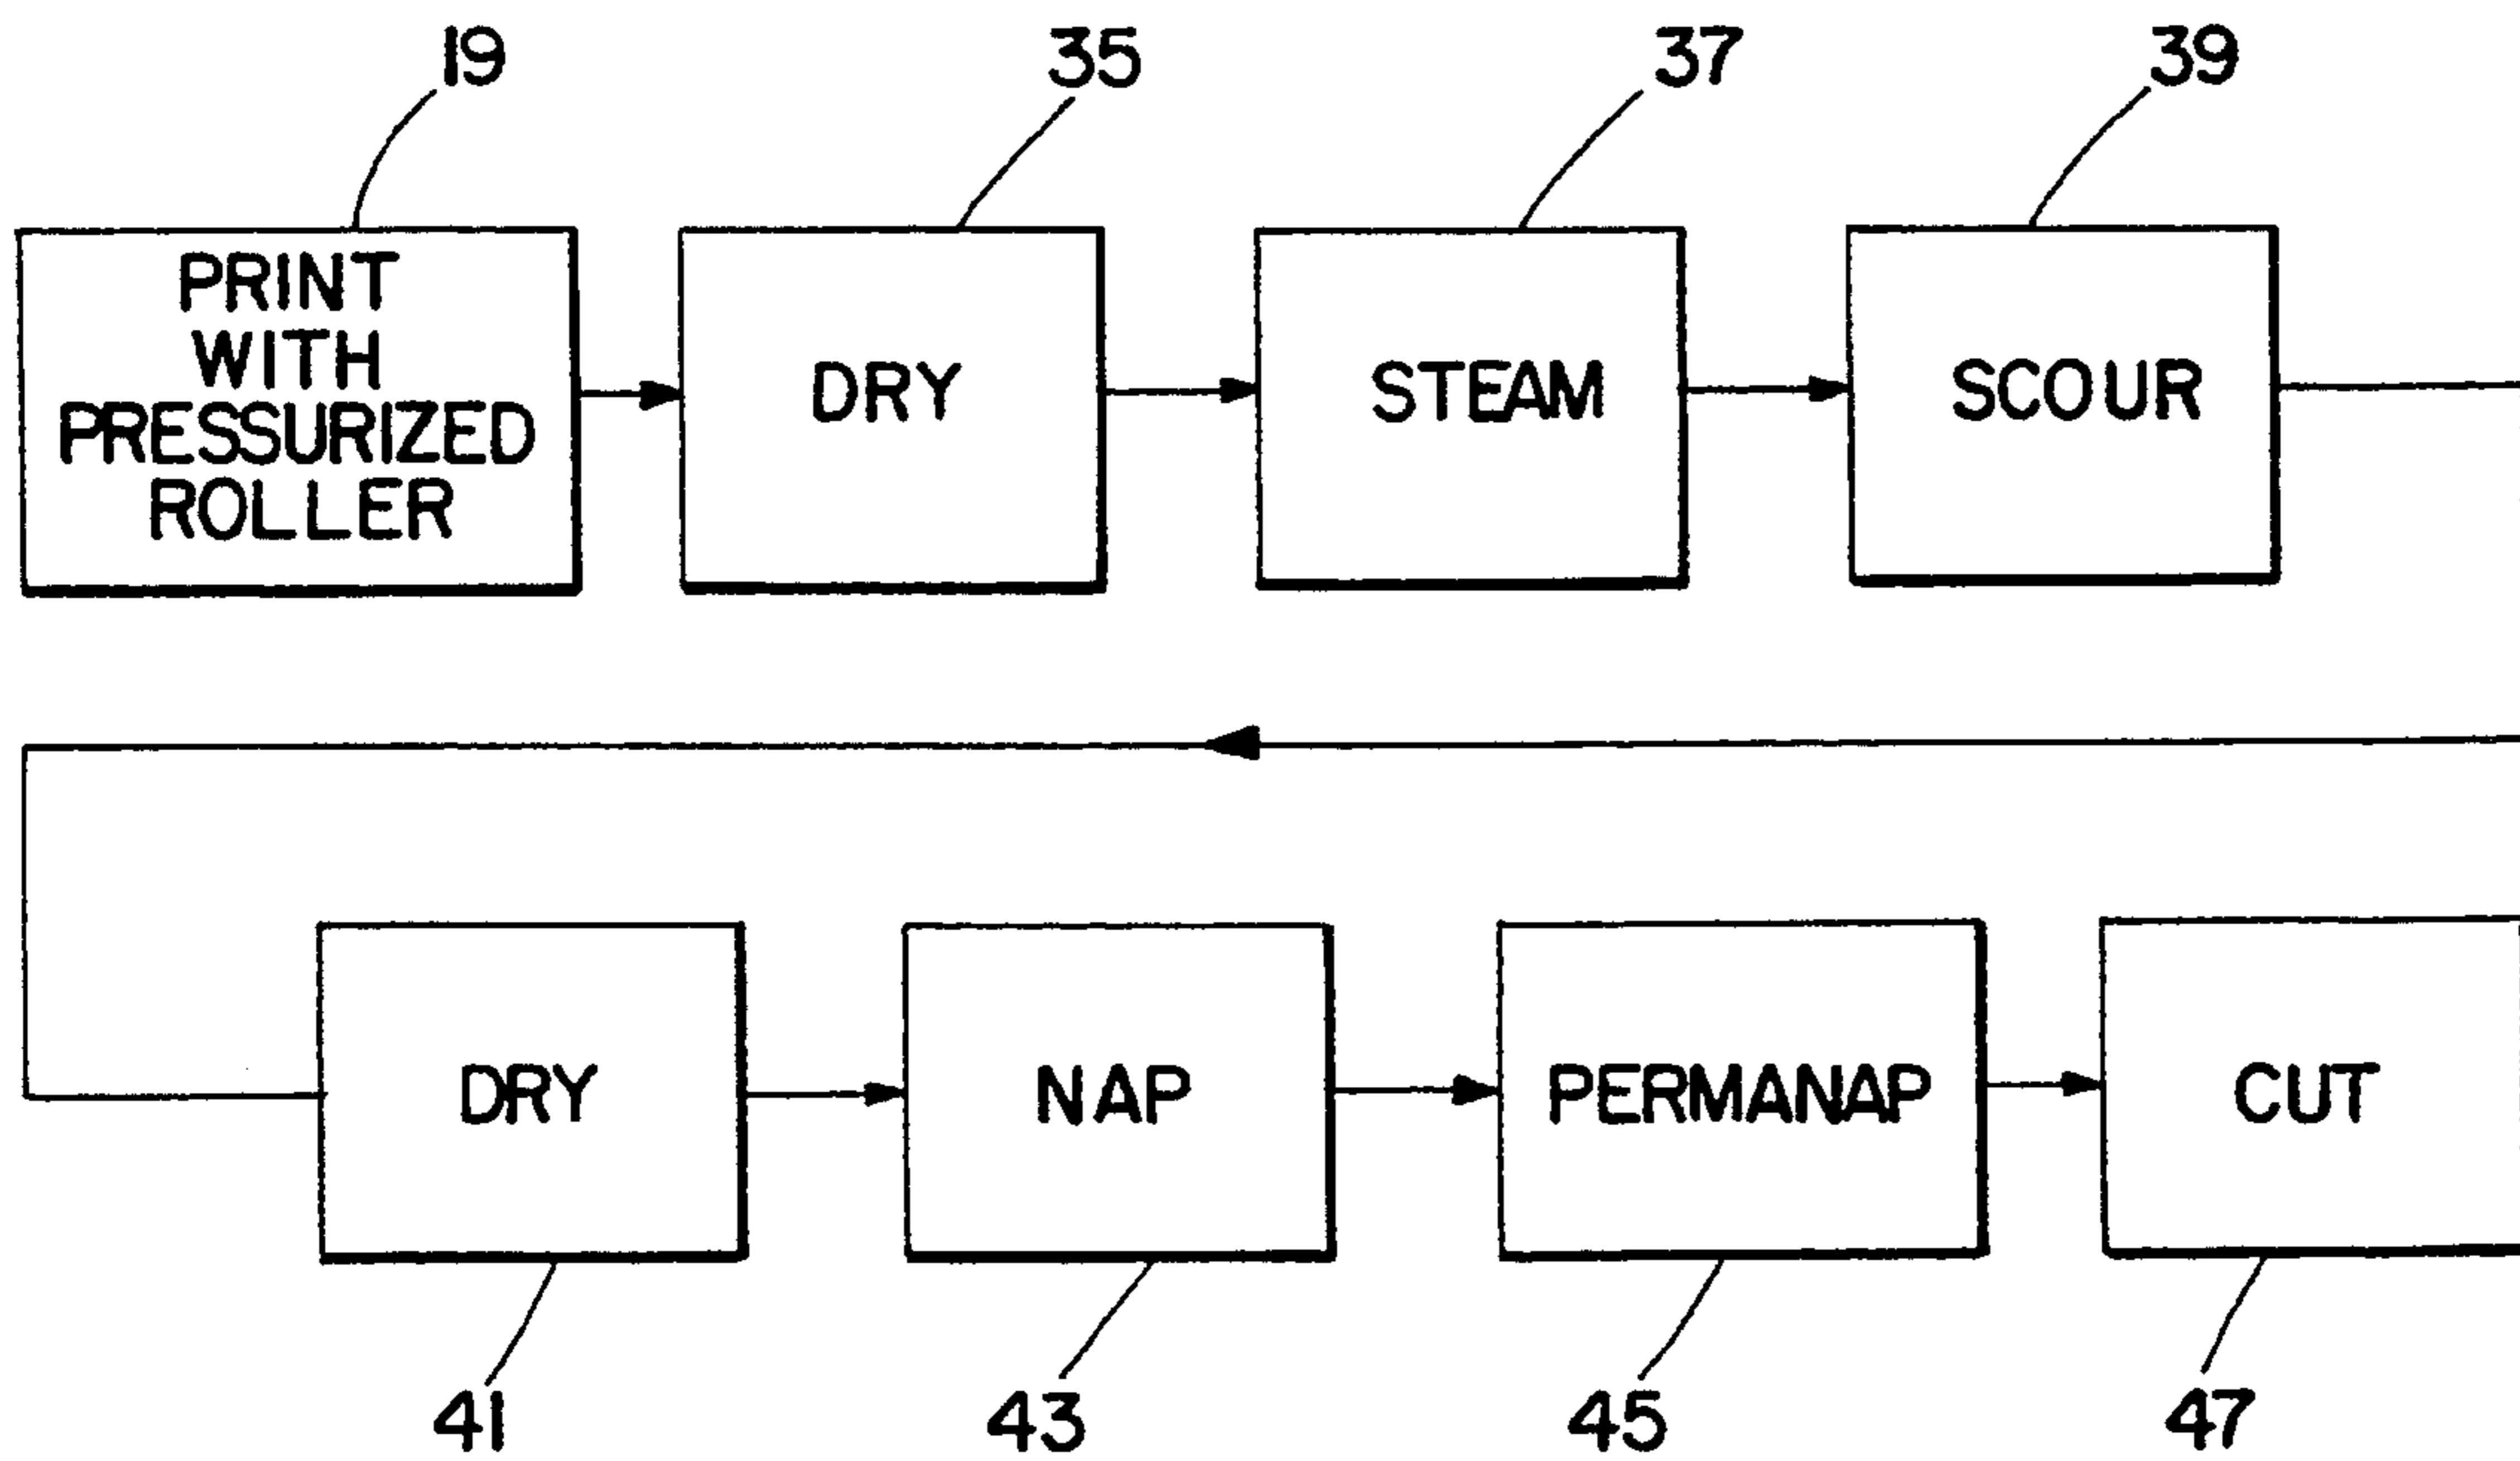 19
35
37
39
PRINT
WITH
PRESSURIZED
ROLLER
DRY
STEAM
SCOUR
DRY
NAP
PERMANAP
CUT
41
43
45
47